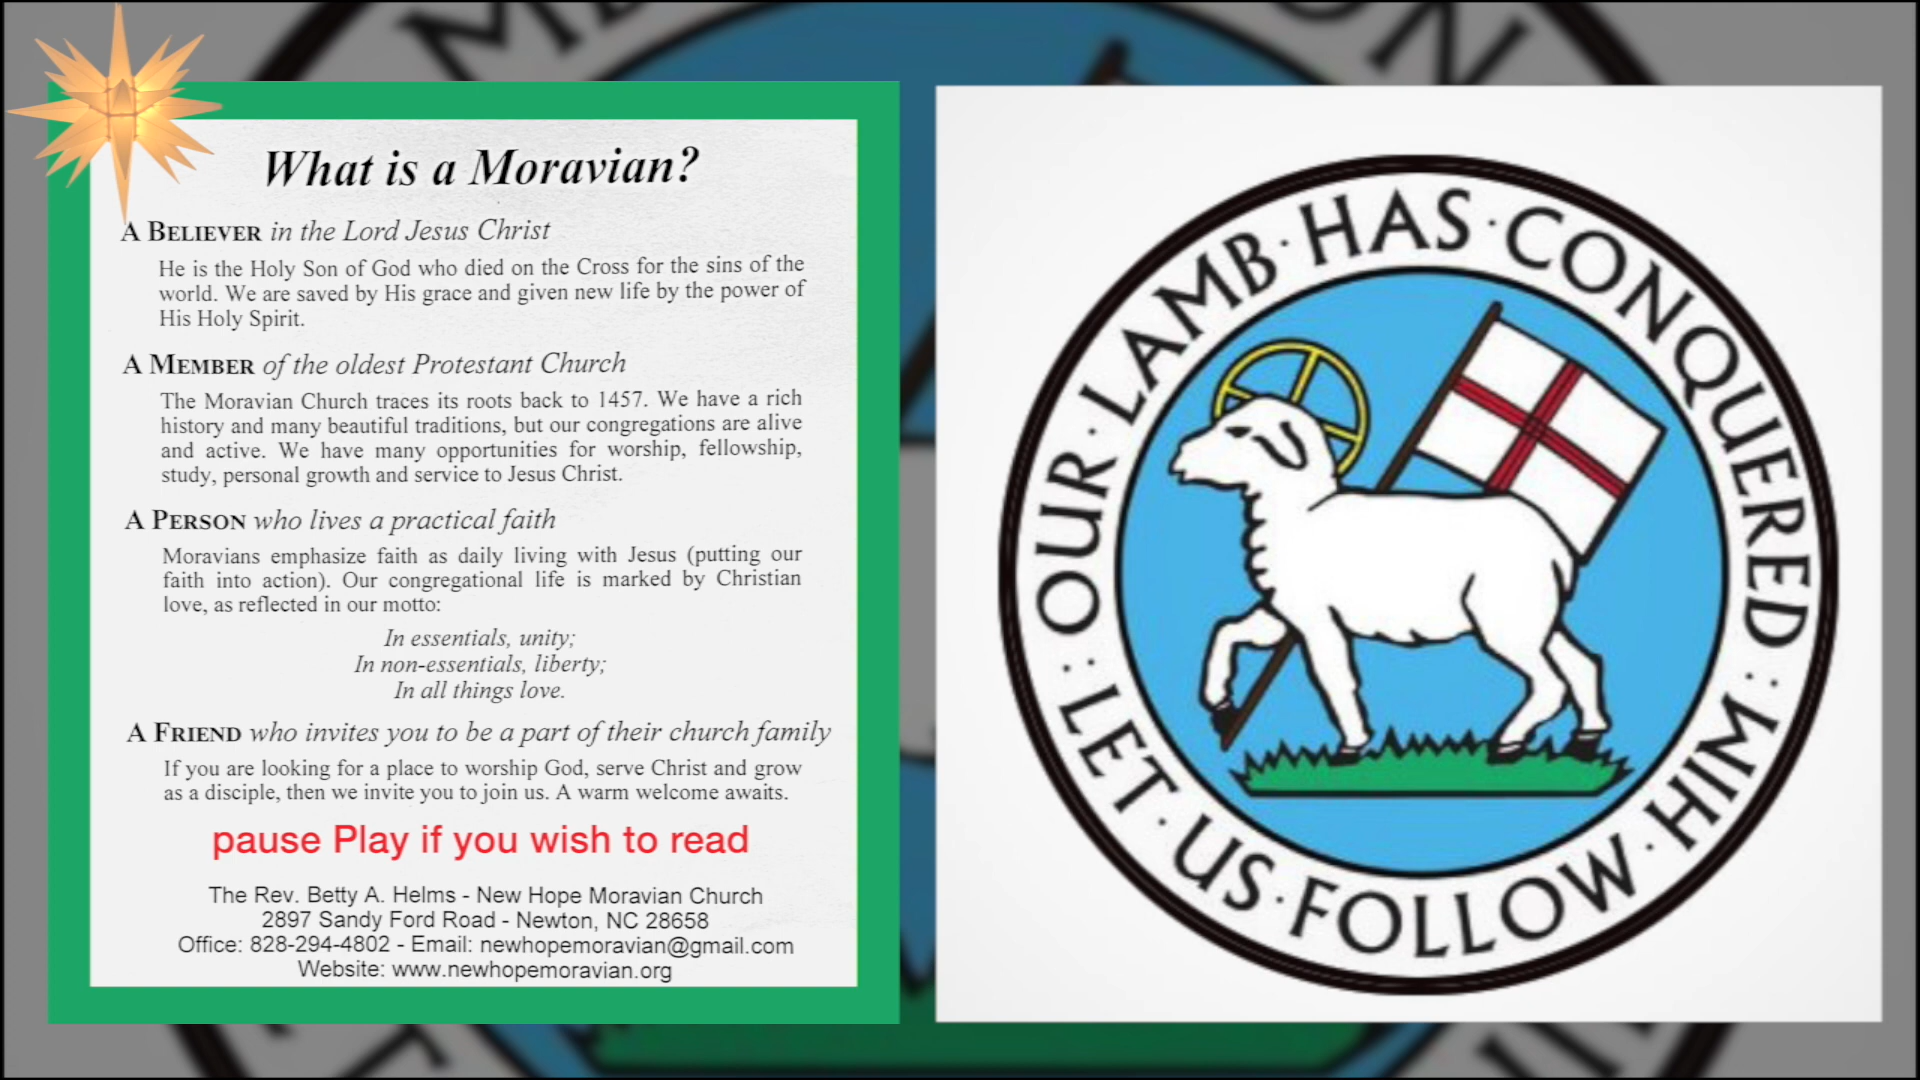 What is a Moravian?
A BELIEVER in the Lord Jesus Christ
He is the Holy Son of God who died on the Cross for the sins of the
world. We are saved by His grace and given new life by the power of
His Holy Spirit.
A MEMBER of the oldest Protestant Church
The Moravian Church traces its roots back to 1457. We have a rich
history and many beautiful traditions, but our congregations are alive
and active. We have many opportunities for worship, fellowship,
study, personal growth and service to Jesus Christ.
A PERSON who lives a practical faith
Moravians emphasize faith as daily living with Jesus (putting our
faith into action). Our congregational life is marked by Christian
love, as reflected in our motto:
In essentials, unity;
In non-essentials, liberty;
In all things love.
A FRIEND who invites you to be a part of their church family
If you are looking for a place to worship God, serve Christ and grow
as a disciple, then we invite you to join us. A warm welcome awaits.
pause Play if you wish to read
The Rev. Betty A. Helms - New Hope Moravian Church
2897 Sandy Ford Road - Newton, NC 28658
Office: 828-294-4802 - Email: newhopemoravian@gmail.com
Website: www.newhopemoravian.org
OUR · LAMB · HAS · CONQUERED
LET · US · FOLLOW · HIM